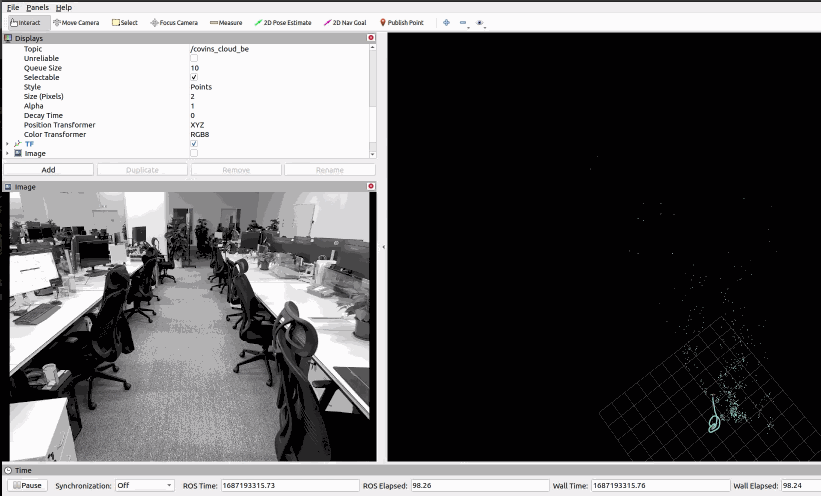 File Panels Help
Interact Move Camera Select Focus Camera Measure 2D Pose Estimate 2D Nav Goal Publish Point
Displays
Topic /covins_cloud_be
Unreliable
Queue Size 10
Selectable
Style Points
Size (Pixels) 2
Alpha 1
Decay Time 0
Position Transformer XYZ
Color Transformer RGB8
TF
Image
Add Duplicate Remove Rename
Image
Time
Pause Synchronization: Off ROS Time: 1687193315.73 ROS Elapsed: 98.26 Wall Time: 1687193315.76 Wall Elapsed: 98.24